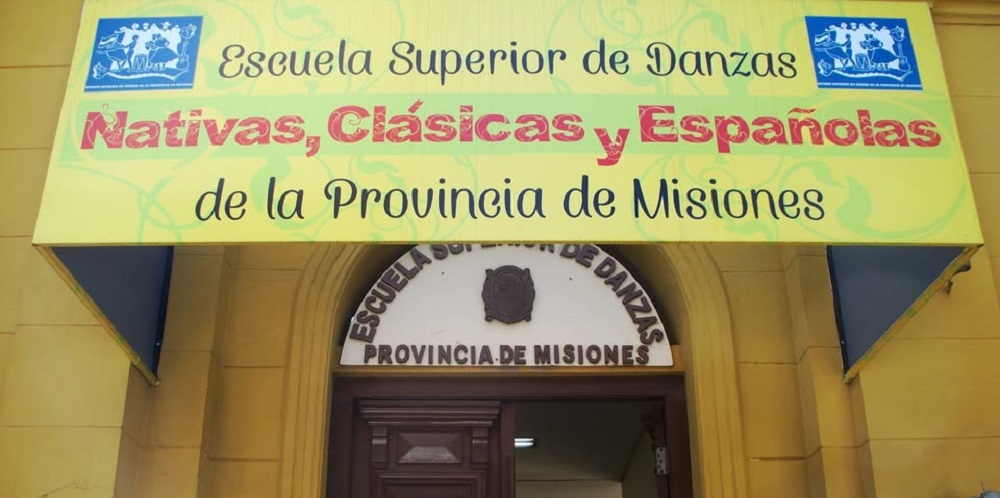 Escuela Superior de Danzas
Nativas, Clásicas y Españolas
de la Provincia de Misiones
ESCUELA SUPERIOR DE DANZAS
PROVINCIA DE MISIONES